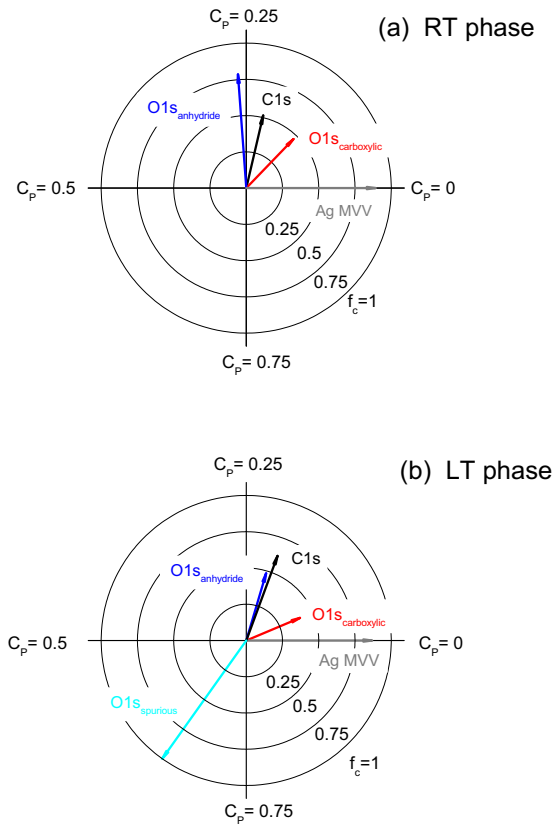 C_P= 0.25
(a) RT phase
C1s
O1s_anhydride
O1s_carboxylic
C_P= 0.5
C_P= 0
Ag MVV
0.25
0.5
0.75
f_c=1
C_P= 0.75
C_P= 0.25
(b) LT phase
C1s
O1s_anhydride
O1s_carboxylic
C_P= 0.5
C_P= 0
Ag MVV
0.25
O1s_spurious
0.5
0.75
f_c=1
C_P= 0.75